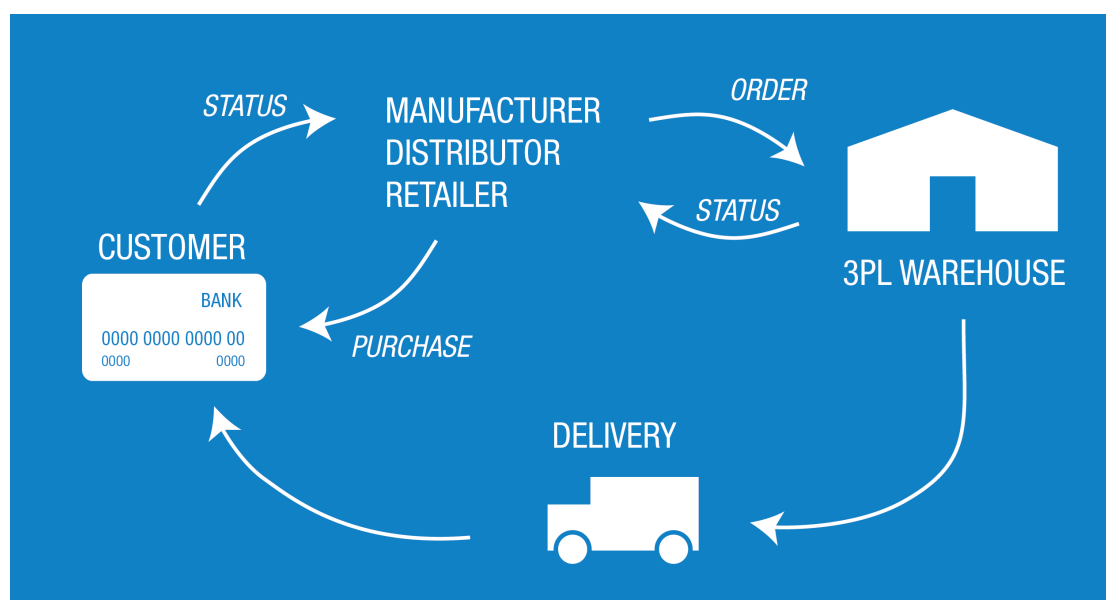 STATUS
MANUFACTURER
DISTRIBUTOR
RETAILER
ORDER
STATUS
CUSTOMER
BANK
0000 0000 0000 00
0000 0000
3PL WAREHOUSE
PURCHASE
DELIVERY